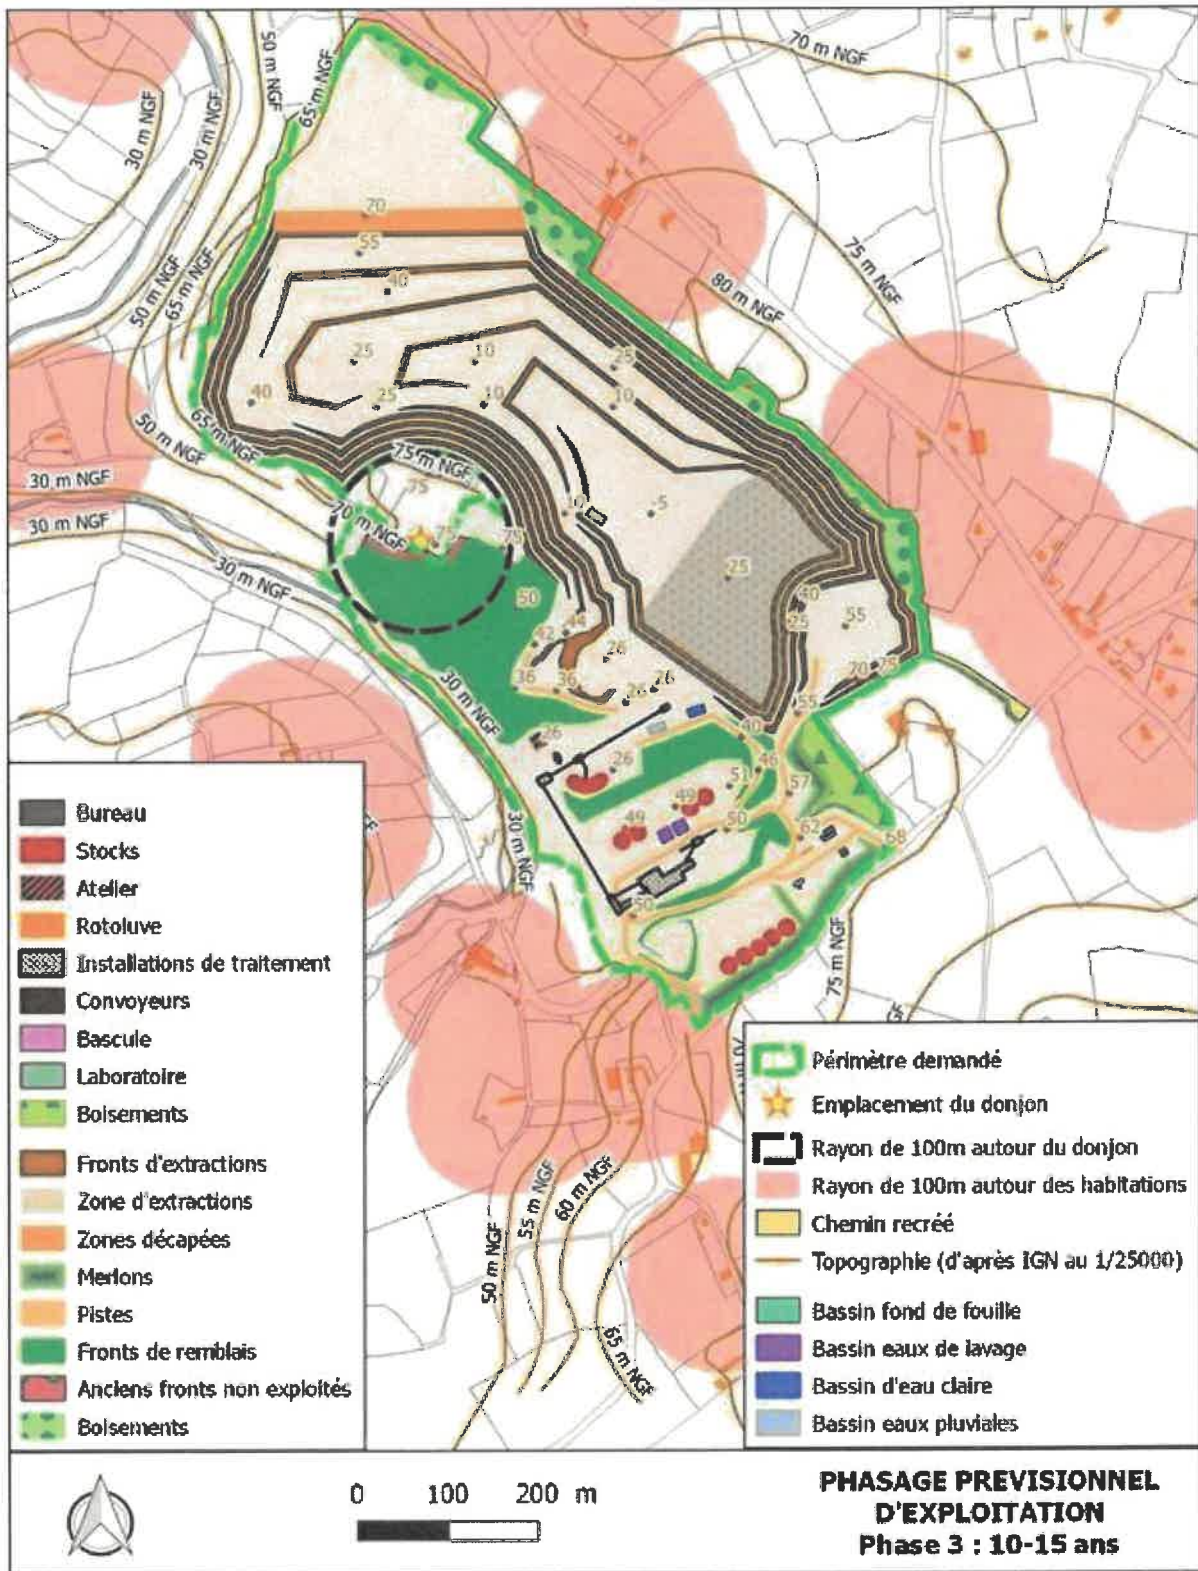 70 m NGF
50 m NGF
65 m NGF
30 m NGF
30 m NGF
70
55
75 m NGF
50 m NGF
65 m NGF
40
80 m NGF
25
10
25
40
25
10
10
50 m NGF
65 m NGF
75 m NGF
30 m NGF
75
30 m NGF
70 m NGF
75
75
0
-5
30 m NGF
25
50
40
25
55
44
42
26
70
75
36
36
30 m NGF
26
26
55
26
40
26
46
51
57
49
49
50
62
68
30 m NGF
50
75 m NGF
Bureau
Stocks
Atelier
Rotoluve
Installations de traitement
Convoyeurs
Bascule
Laboratoire
Boisements
Fronts d'extractions
Zone d'extractions
Zones décapées
Merlons
Pistes
Fronts de remblais
Anciens fronts non exploités
Boisements
50 m NGF
55 m NGF
60 m NGF
65 m NGF
Périmètre demandé
Emplacement du donjon
Rayon de 100m autour du donjon
Rayon de 100m autour des habitations
Chemin recréé
Topographie (d'après IGN au 1/25000)
Bassin fond de fouille
Bassin eaux de lavage
Bassin d'eau claire
Bassin eaux pluviales
0 100 200 m
PHASAGE PREVISIONNEL
D'EXPLOITATION
Phase 3 : 10-15 ans